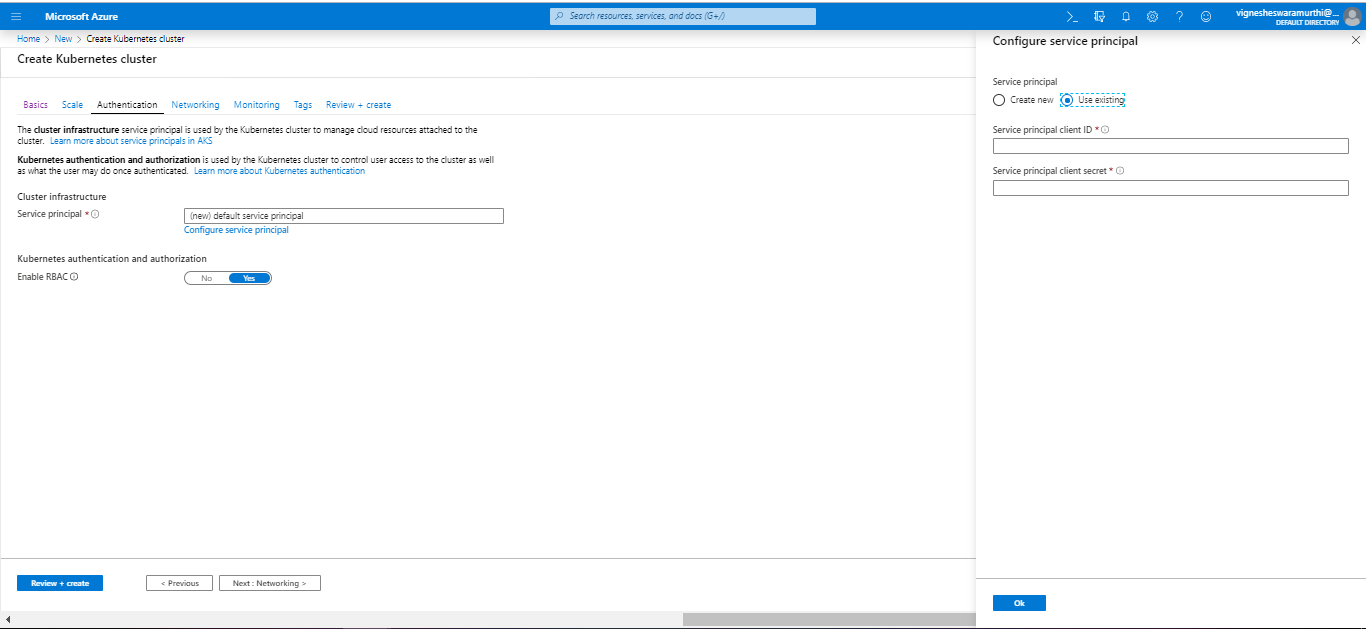 Microsoft Azure
Search resources, services, and docs (G+/)
vignesheswaramurthi@...
DEFAULT DIRECTORY
Home > New > Create Kubernetes cluster
Create Kubernetes cluster
Basics Scale Authentication Networking Monitoring Tags Review + create
The cluster infrastructure service principal is used by the Kubernetes cluster to manage cloud resources attached to the
cluster. Learn more about service principals in AKS
Kubernetes authentication and authorization is used by the Kubernetes cluster to control user access to the cluster as well
as what the user may do once authenticated. Learn more about Kubernetes authentication
Cluster infrastructure
Service principal *
(new) default service principal
Configure service principal
Kubernetes authentication and authorization
Enable RBAC
No Yes
Review + create
< Previous
Next : Networking >
Configure service principal
Service principal
Create new Use existing
Service principal client ID *
Service principal client secret *
Ok